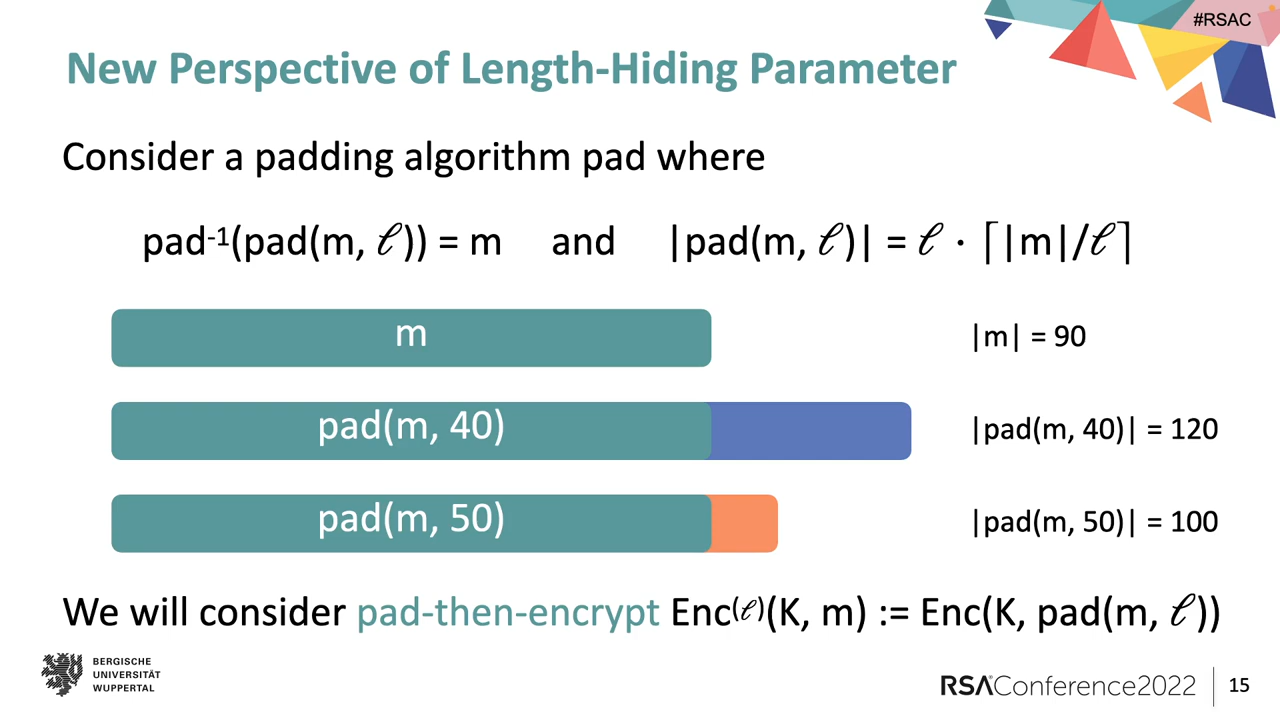 #RSAC
New Perspective of Length-Hiding Parameter
Consider a padding algorithm pad where
pad⁻¹(pad(m, ℓ)) = m and |pad(m, ℓ)| = ℓ · ⌈|m|/ℓ⌉
m |m| = 90
pad(m, 40) |pad(m, 40)| = 120
pad(m, 50) |pad(m, 50)| = 100
We will consider pad-then-encrypt Enc⁽ℓ⁾(K, m) := Enc(K, pad(m, ℓ))
BERGISCHE
UNIVERSITÄT
WUPPERTAL
RSAConference2022 15